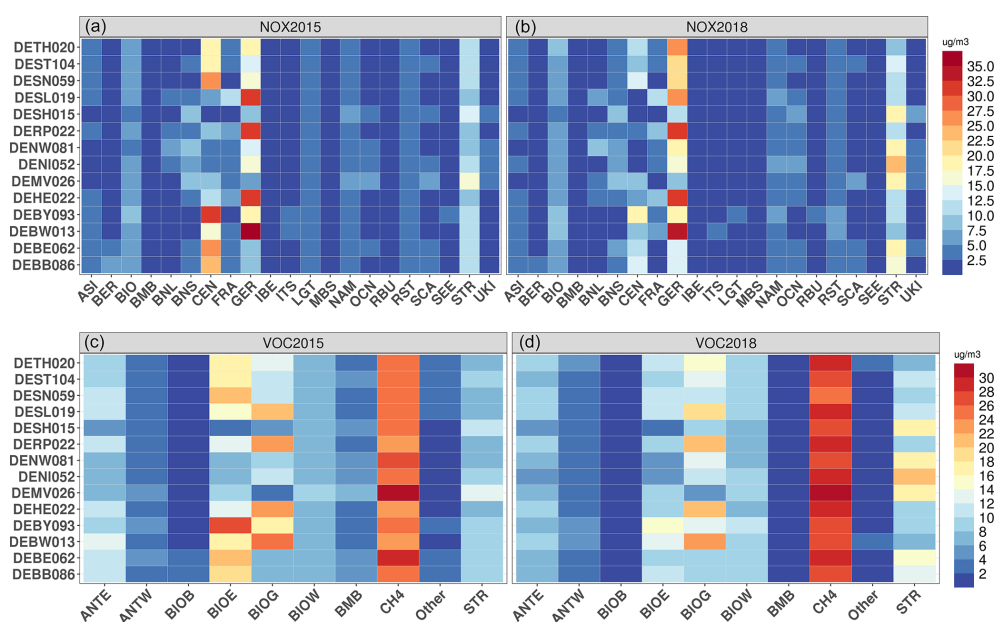 (a) NOX2015
(b) NOX2018
DETH020
DEST104
DESN059
DESL019
DESH015
DERP022
DENW081
DENI052
DEMV026
DEHE022
DEBY093
DEBW013
DEBE062
DEBB086
ug/m3
35.0
32.5
30.0
27.5
25.0
22.5
20.0
17.5
15.0
12.5
10.0
7.5
5.0
2.5
ASI BER BIO BMB BNL BNS CEN FRA GER IBE ITS LGT MBS NAM OCN RBU RST SCA SEE STR UKI
ASI BER BIO BMB BNL BNS CEN FRA GER IBE ITS LGT MBS NAM OCN RBU RST SCA SEE STR UKI
(c) VOC2015
(d) VOC2018
DETH020
DEST104
DESN059
DESL019
DESH015
DERP022
DENW081
DENI052
DEMV026
DEHE022
DEBY093
DEBW013
DEBE062
DEBB086
ug/m3
30
28
26
24
22
20
18
16
14
12
10
8
6
4
2
ANTE ANTW BIOB BIOE BIOG BIOW BMB CH4 Other STR
ANTE ANTW BIOB BIOE BIOG BIOW BMB CH4 Other STR